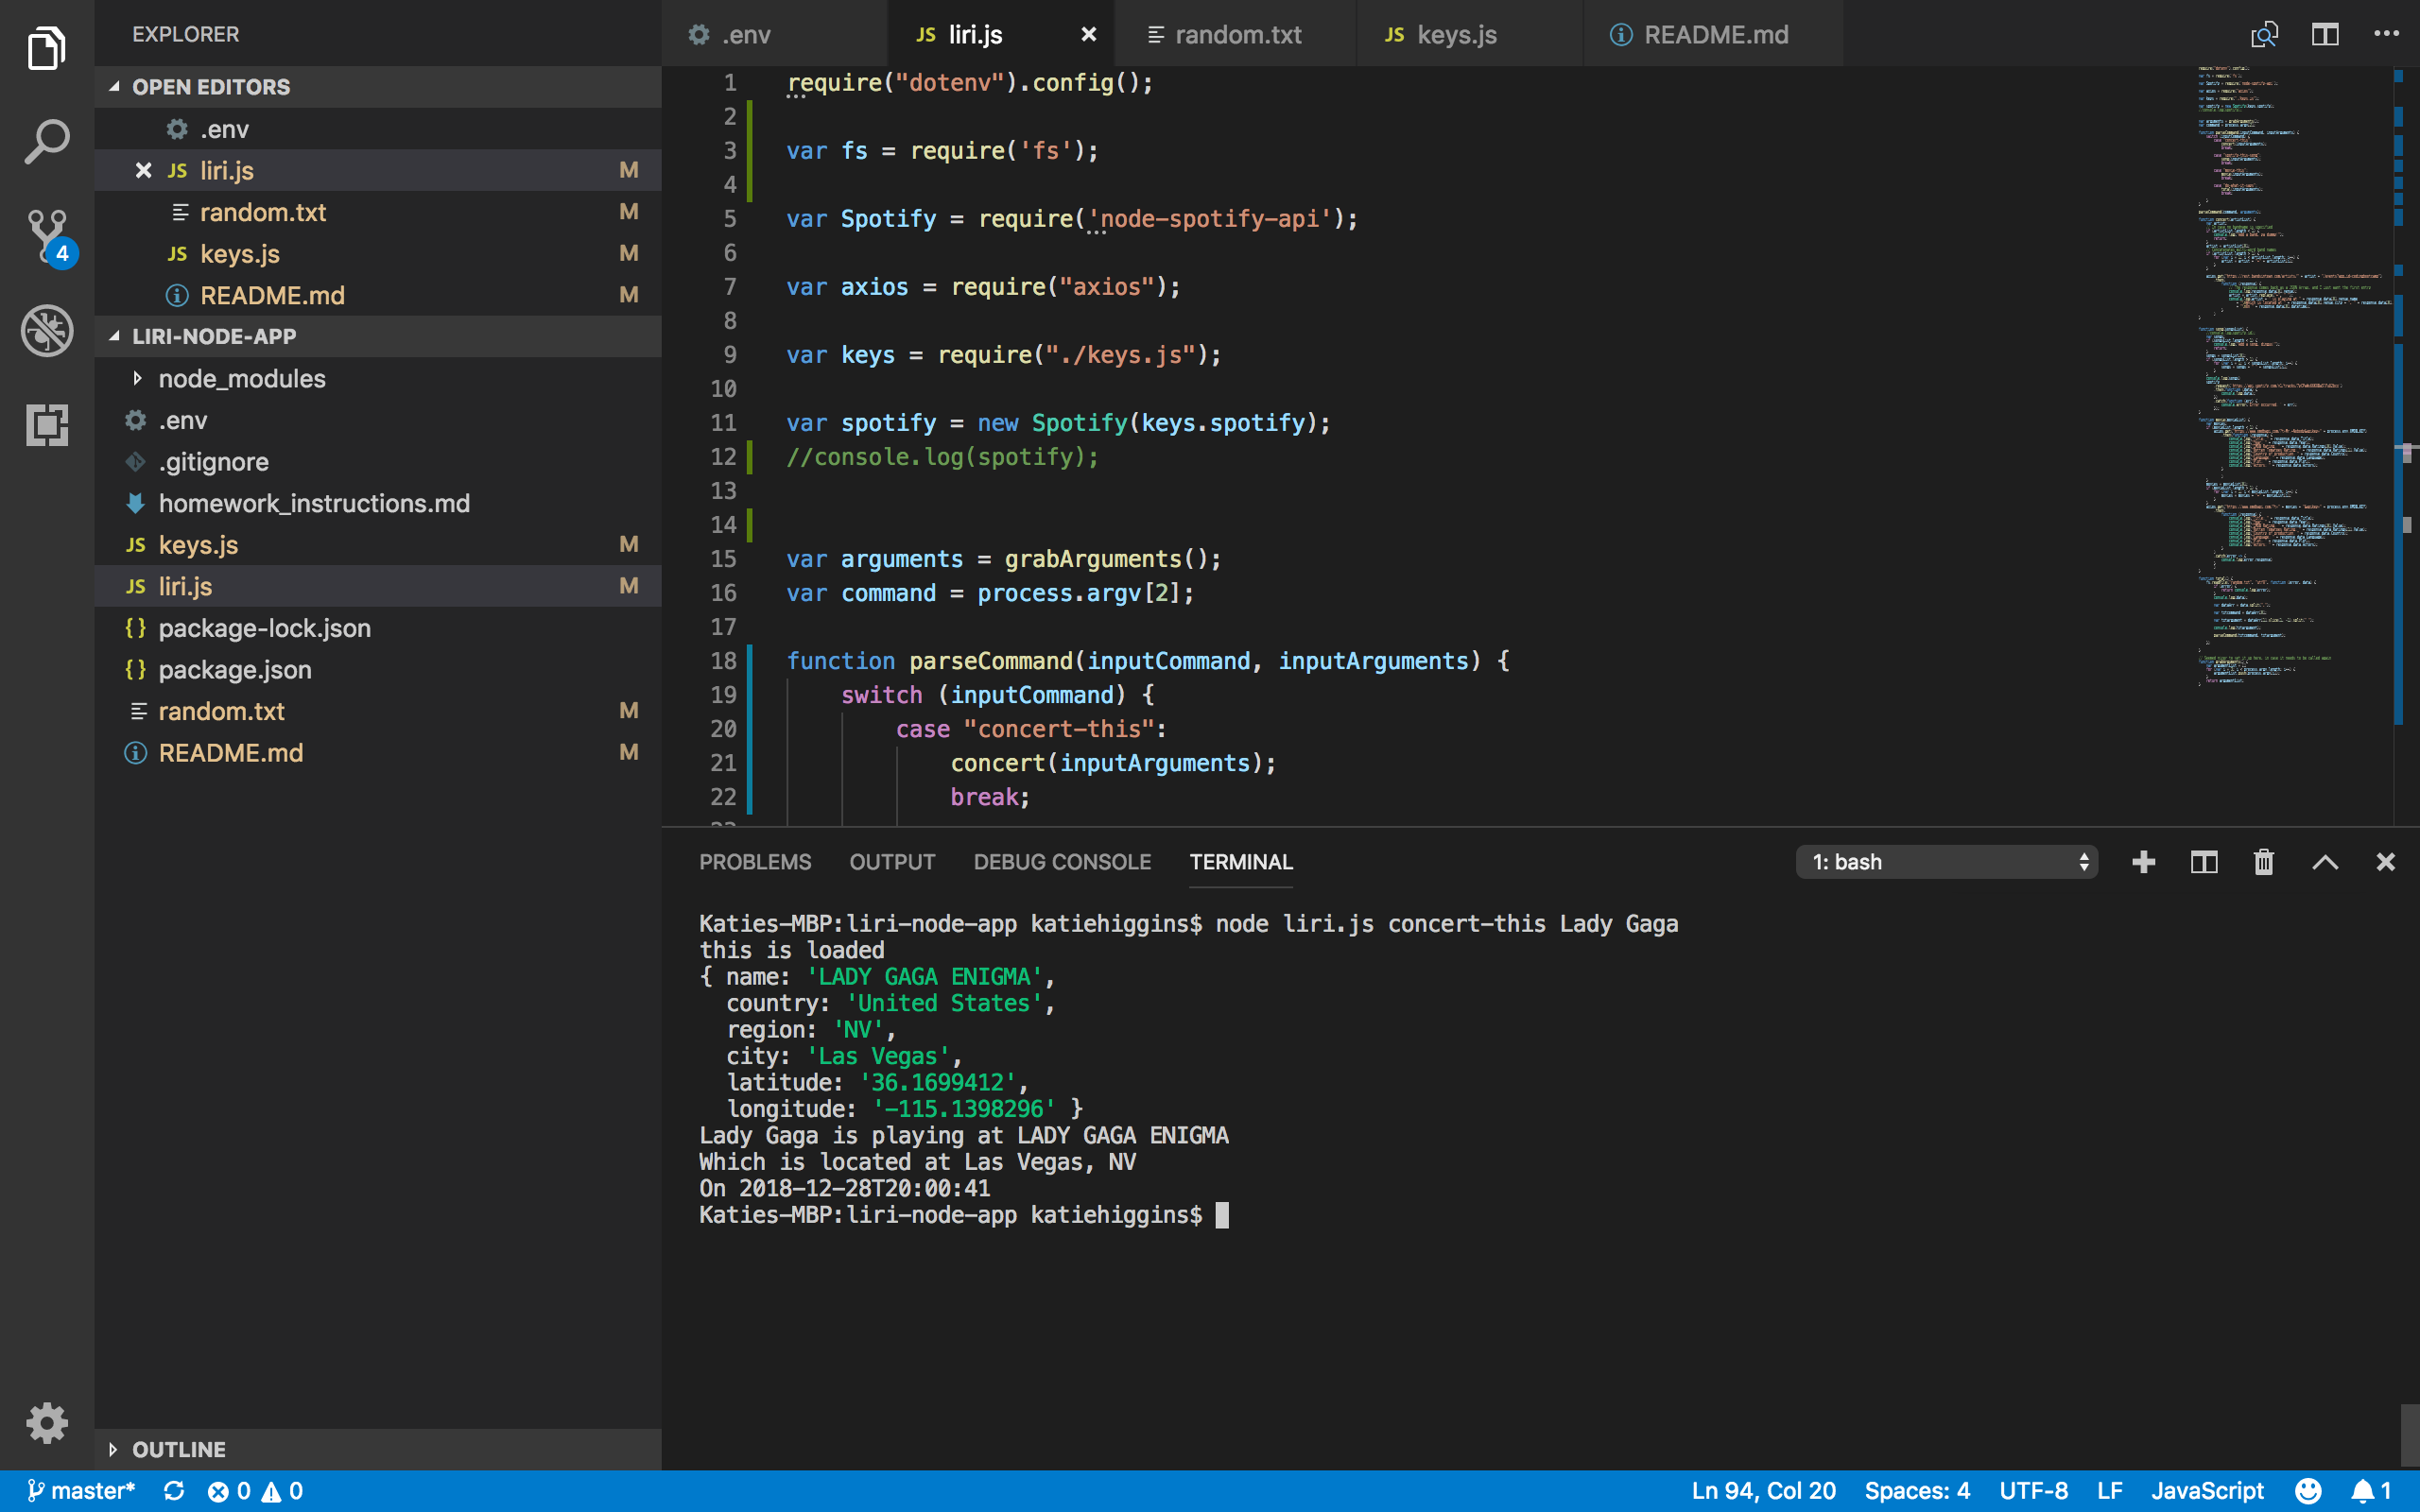 EXPLORER
OPEN EDITORS
.env
JS liri.js M
random.txt M
JS keys.js M
README.md M
4
LIRI-NODE-APP
node_modules
.env
.gitignore
homework_instructions.md
JS keys.js M
JS liri.js M
{} package-lock.json
{} package.json
random.txt M
README.md M
OUTLINE
.env JS liri.js random.txt JS keys.js README.md
1 require("dotenv").config();
2
3 var fs = require('fs');
4
5 var Spotify = require('node-spotify-api');
6
7 var axios = require("axios");
8
9 var keys = require("./keys.js");
10
11 var spotify = new Spotify(keys.spotify);
12 //console.log(spotify);
13
14
15 var arguments = grabArguments();
16 var command = process.argv[2];
17
18 function parseCommand(inputCommand, inputArguments) {
19 switch (inputCommand) {
20 case "concert-this":
21 concert(inputArguments);
22 break;
PROBLEMS OUTPUT DEBUG CONSOLE TERMINAL 1: bash
Katies-MBP:liri-node-app katiehiggins$ node liri.js concert-this Lady Gaga
this is loaded
{ name: 'LADY GAGA ENIGMA',
country: 'United States',
region: 'NV',
city: 'Las Vegas',
latitude: '36.1699412',
longitude: '-115.1398296' }
Lady Gaga is playing at LADY GAGA ENIGMA
Which is located at Las Vegas, NV
On 2018-12-28T20:00:41
Katies-MBP:liri-node-app katiehiggins$
master* 0 0 Ln 94, Col 20 Spaces: 4 UTF-8 LF JavaScript 1